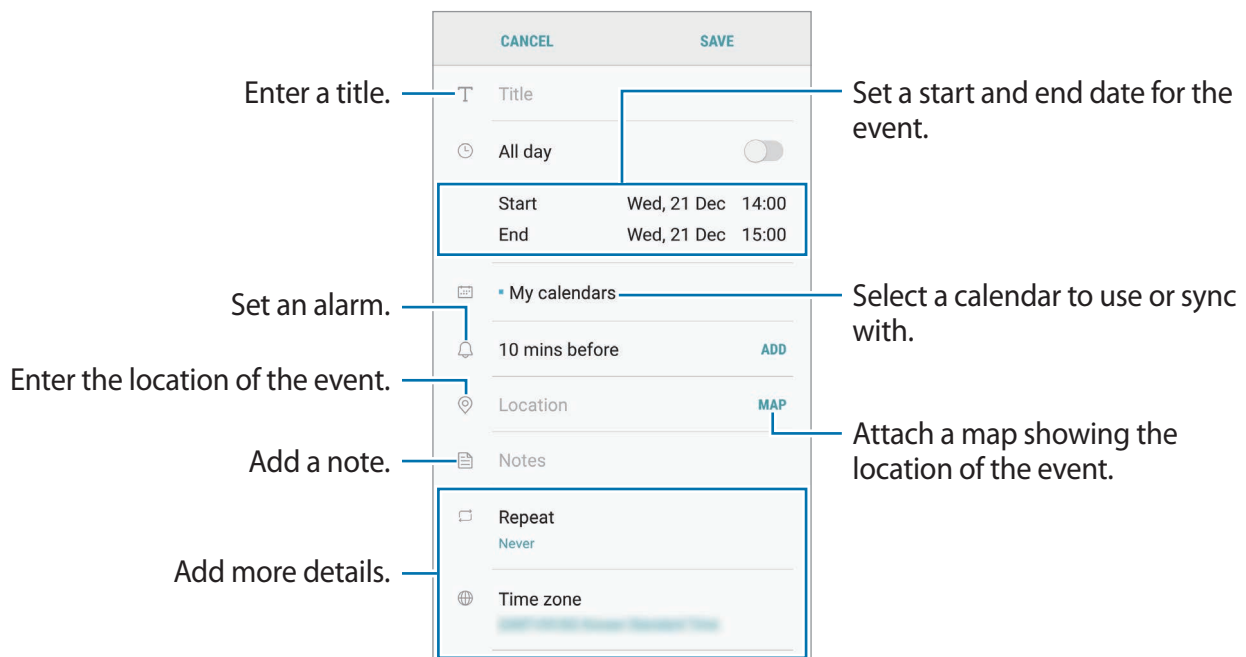 CANCEL SAVE
Enter a title.
Title
Set a start and end date for the
event.
All day
Start Wed, 21 Dec 14:00
End Wed, 21 Dec 15:00
My calendars
Select a calendar to use or sync
with.
Set an alarm.
10 mins before ADD
Enter the location of the event.
Location MAP
Attach a map showing the
location of the event.
Add a note.
Notes
Repeat
Never
Add more details.
Time zone